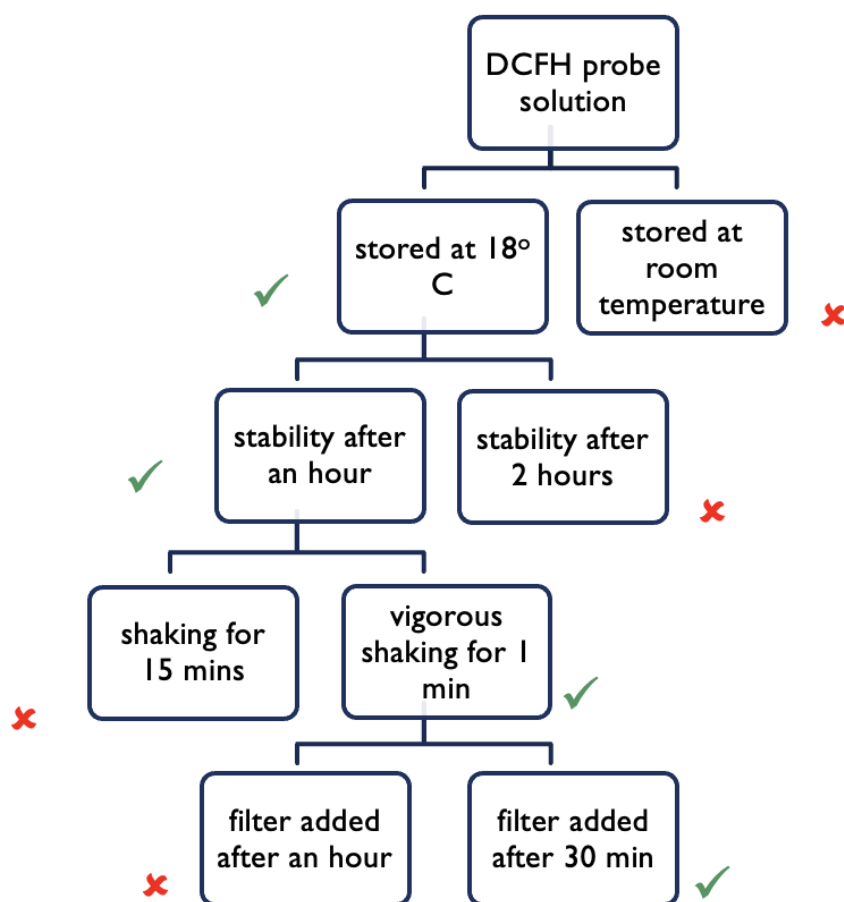 DCFH probe
solution
stored at 18°
C
stored at
room
temperature
stability after
an hour
stability after
2 hours
shaking for
15 mins
vigorous
shaking for 1
min
filter added
after an hour
filter added
after 30 min